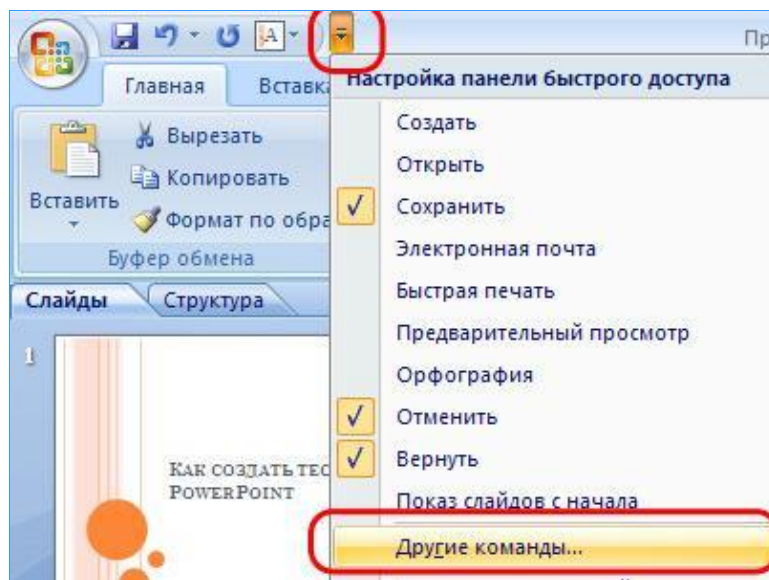 Пр
Главная
Вставка
Вырезать
Копировать
Вставить
Формат по обра
Буфер обмена
Слайды
Структура
1
КАК СОЗДАТЬ ТЕС
POWERPOINT
Настройка панели быстрого доступа
Создать
Открыть
Сохранить
Электронная почта
Быстрая печать
Предварительный просмотр
Орфография
Отменить
Вернуть
Показ слайдов с начала
Другие команды...